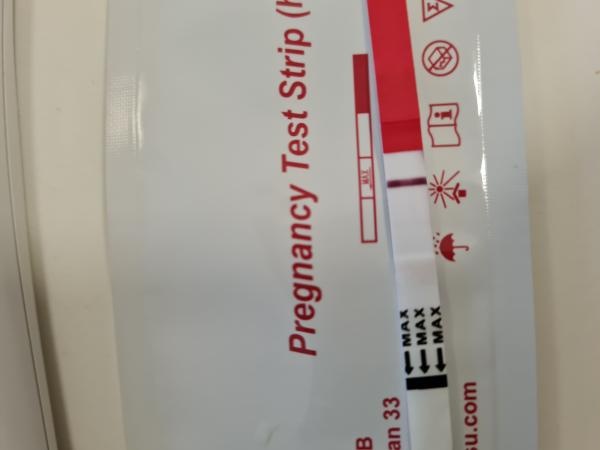 Pregnancy Test Strip (h
MAX
MAX
MAX
MAX
B
an 33
su.com